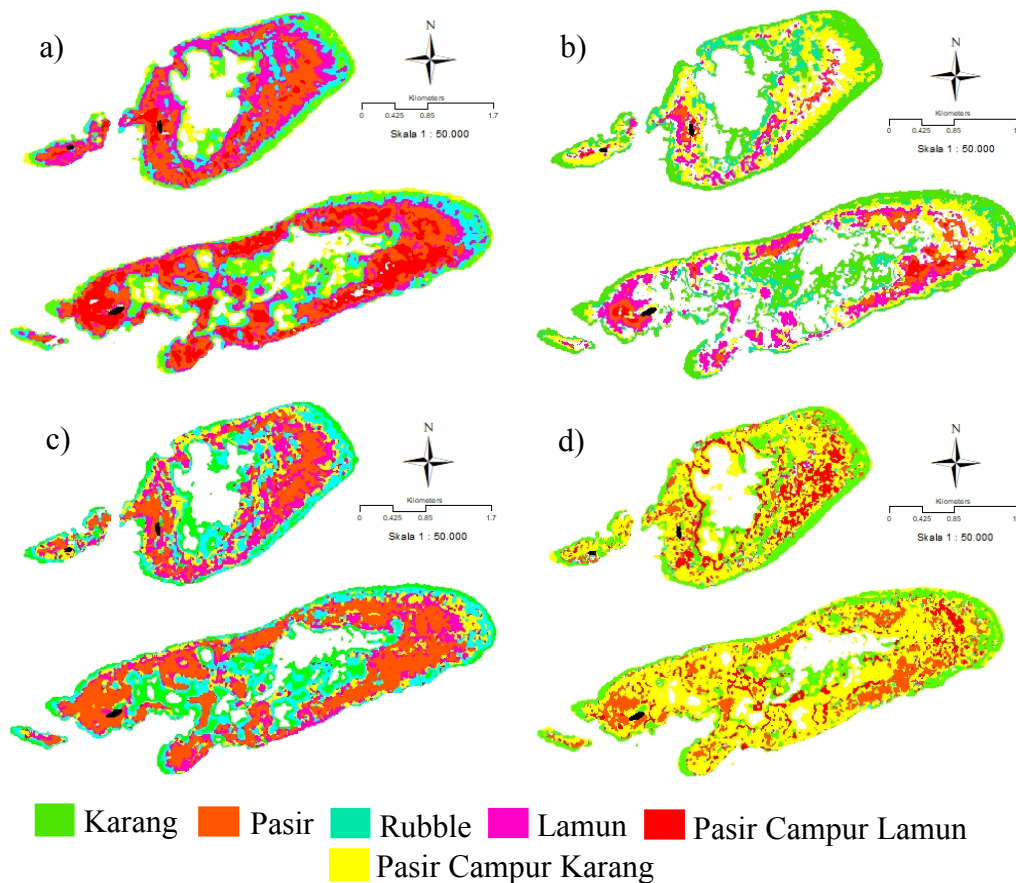 a)
N
Kilometers
0 0.425 0.85 1.7
Skala 1 : 50.000
b)
N
Kilometers
0 0.425 0.85 1
Skala 1 : 50.000
c)
N
Kilometers
0 0.425 0.85 1.7
Skala 1 : 50.000
d)
N
Kilometers
0 0.425 0.85 1
Skala 1 : 50.000
Karang Pasir Rubble Lamun Pasir Campur Lamun
Pasir Campur Karang